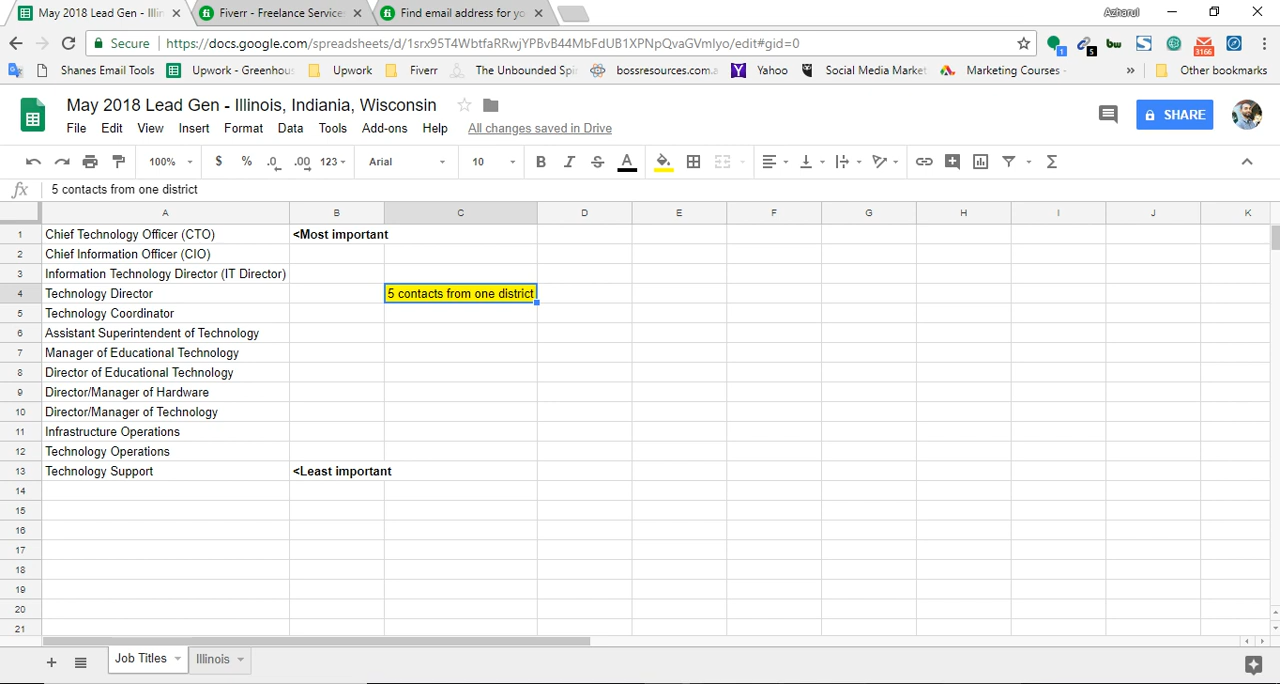 May 2018 Lead Gen - Illin
Fiverr - Freelance Service
Find email address for yo
Azharul
Secure
https://docs.google.com/spreadsheets/d/1srx9ST4WbtfaRRwjYPBvB44MbFdUB1XPNpQvaGVmlyo/edit#gid=0
1
5
bw
3166
Shanes Email Tools
Upwork - Greenhou
Upwork
Fiverr
The Unbounded Spi
bossresources.com.a
Yahoo
Social Media Market
Marketing Courses -
»
Other bookmarks
May 2018 Lead Gen - Illinois, Indiania, Wisconsin
File Edit View Insert Format Data Tools Add-ons Help All changes saved in Drive
SHARE
100% $ % .0 .00 123 Arial 10 B I S A Σ
fx 5 contacts from one district
A B C D E F G H I J K
1 Chief Technology Officer (CTO) <Most important
2 Chief Information Officer (CIO)
3 Information Technology Director (IT Director)
4 Technology Director 5 contacts from one district
5 Technology Coordinator
6 Assistant Superintendent of Technology
7 Manager of Educational Technology
8 Director of Educational Technology
9 Director/Manager of Hardware
10 Director/Manager of Technology
11 Infrastructure Operations
12 Technology Operations
13 Technology Support <Least important
14
15
16
17
18
19
20
21
Job Titles
Illinois